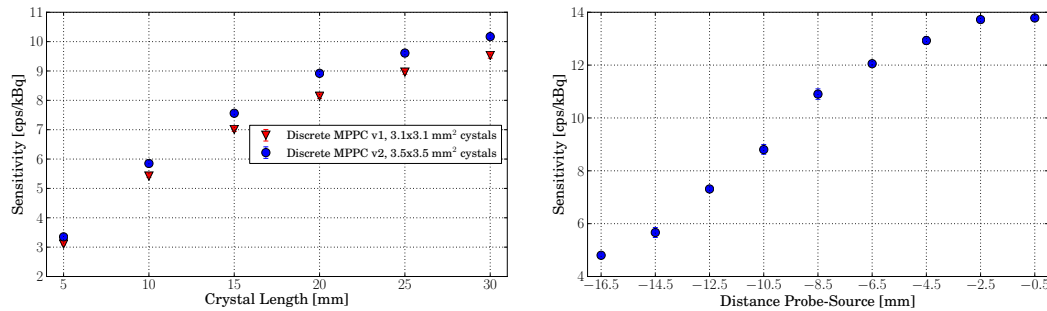 11
10
9
8
7
6
5
4
3
2
Sensitivity [cps/kBq]
Discrete MPPC v1, 3.1x3.1 mm² cystals
Discrete MPPC v2, 3.5x3.5 mm² cystals
5 10 15 20 25 30
Crystal Length [mm]
14
12
10
8
6
4
Sensitivity [cps/kBq]
−16.5 −14.5 −12.5 −10.5 −8.5 −6.5 −4.5 −2.5 −0.5
Distance Probe-Source [mm]